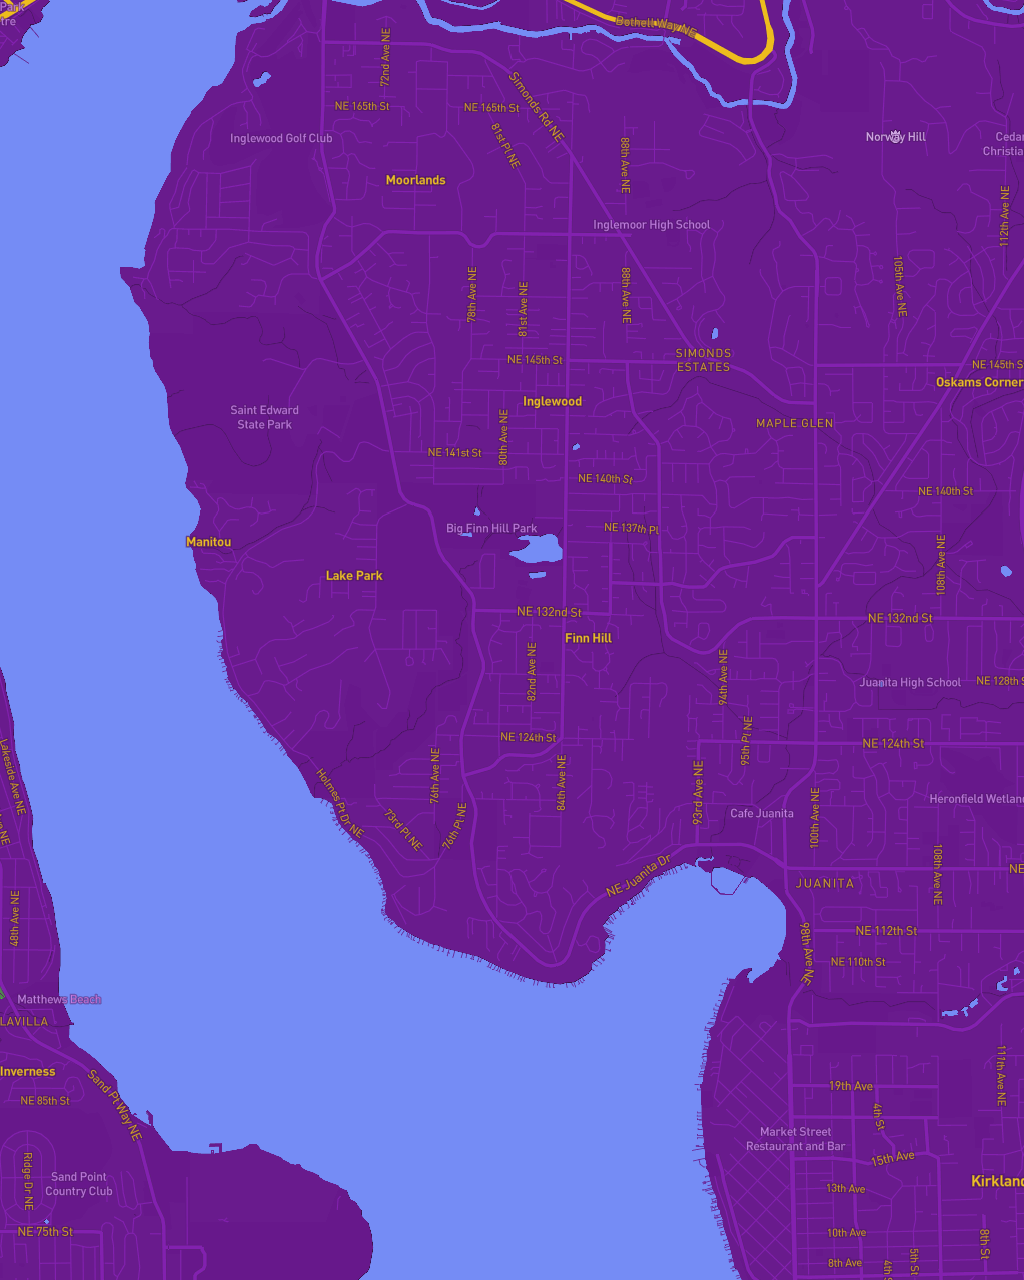 Park
tre
Bothell Way NE
72nd Ave NE
Simonds Rd NE
NE 165th St
NE 165th St
Inglewood Golf Club
81st Pl NE
88th Ave NE
Norway Hill
Cedar
Christia
Moorlands
112th Ave NE
Inglemoor High School
78th Ave NE
81st Ave NE
88th Ave NE
105th Ave NE
SIMONDS
ESTATES
NE 145th St
NE 145th S
Oskams Corner
Inglewood
Saint Edward
State Park
80th Ave NE
MAPLE GLEN
NE 141st St
NE 140th St
NE 140th St
Big Finn Hill Park
NE 137th Pl
Manitou
Lake Park
108th Ave NE
NE 132nd St
NE 132nd St
Finn Hill
82nd Ave NE
94th Ave NE
Juanita High School
NE 128th S
NE 124th St
95th Pl NE
NE 124th St
Lakeside Ave NE
76th Ave NE
84th Ave NE
93rd Ave NE
Holmes Pt Dr NE
73rd Pl NE
76th Pl NE
Cafe Juanita
100th Ave NE
Heronfield Wetlan
ve NE
108th Ave NE
NE
NE Juanita Dr
JUANITA
48th Ave NE
98th Ave NE
NE 112th St
NE 110th St
Matthews Beach
LAVILLA
Inverness
Sand Pt Way NE
NE 85th St
111th Ave NE
19th Ave
4th St
Market Street
Restaurant and Bar
15th Ave
Ridge Dr NE
Sand Point
Country Club
13th Ave
Kirklan
NE 75th St
10th Ave
8th St
8th Ave
4th S
5th St